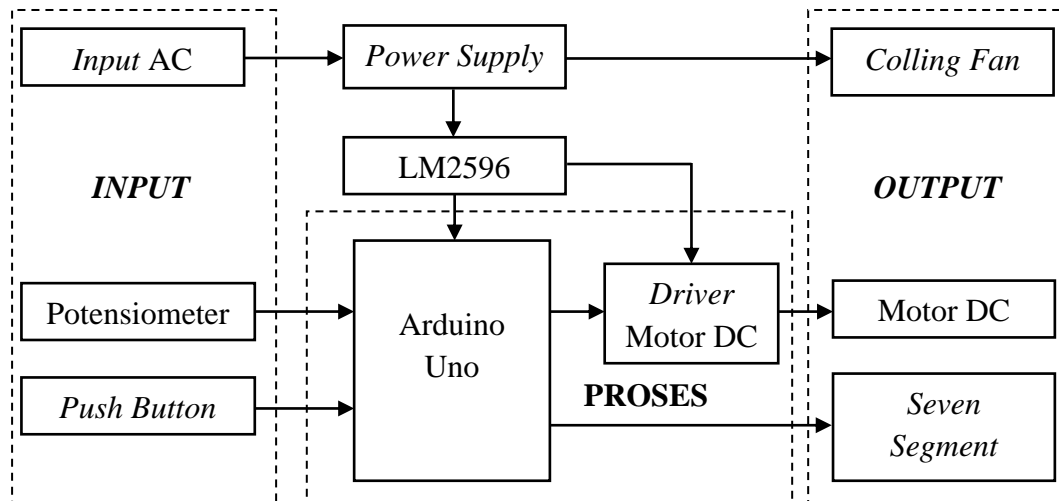 Input AC
Power Supply
Colling Fan
LM2596
INPUT
OUTPUT
Potensiometer
Arduino
Uno
Driver
Motor DC
Motor DC
Push Button
PROSES
Seven
Segment